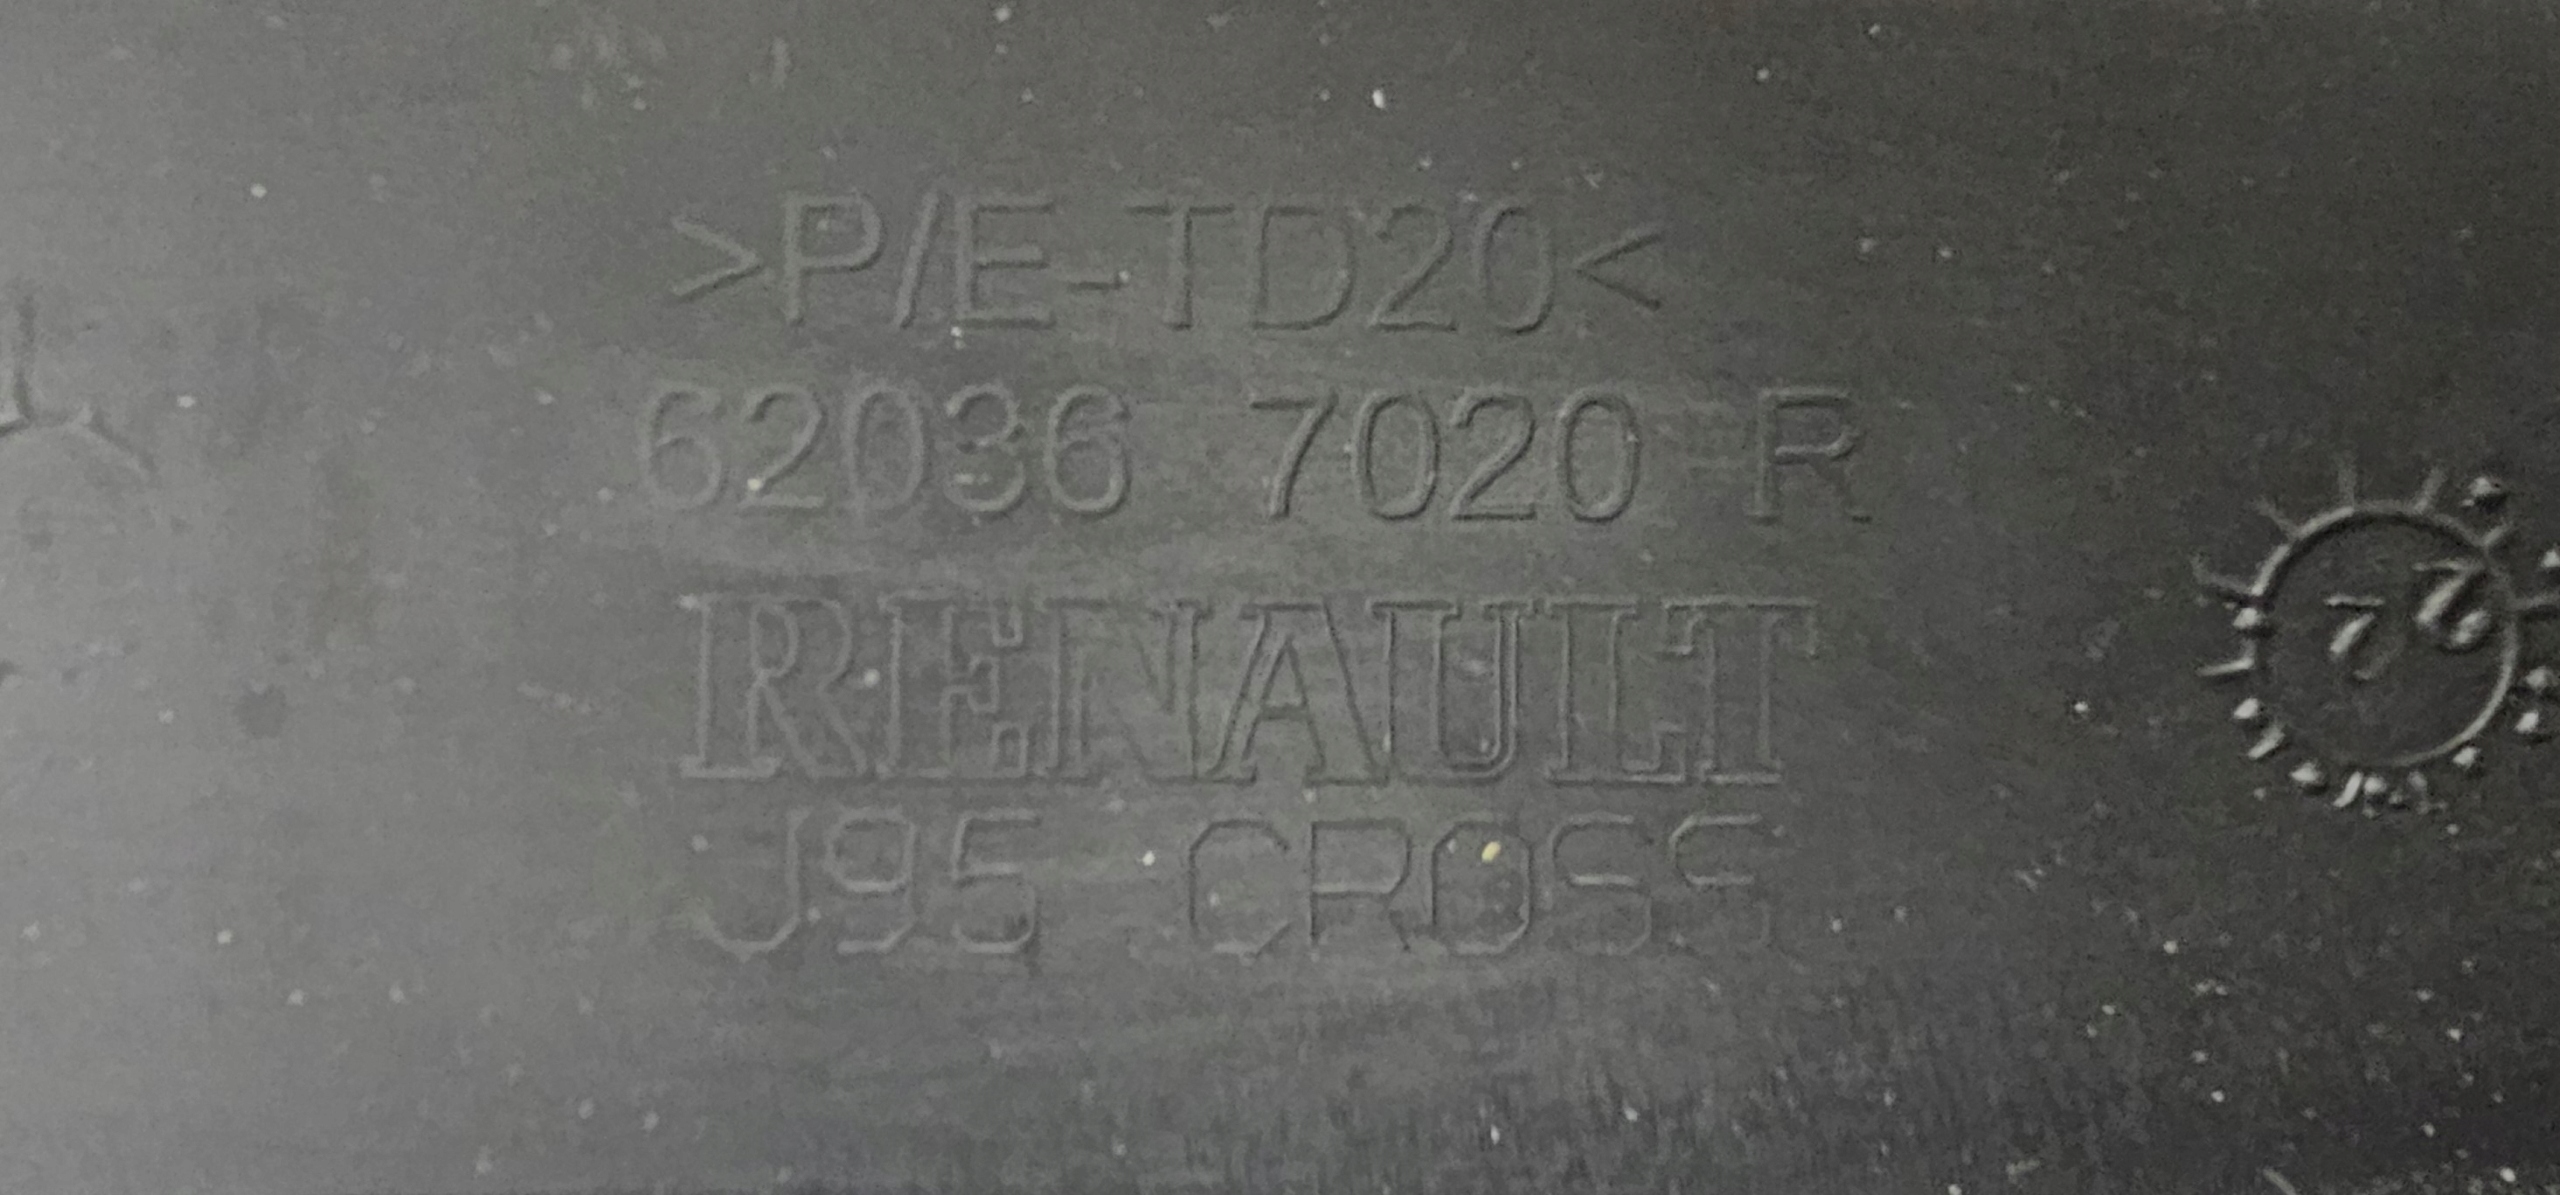 >P/E-TD20<
62036 7020 R
RENAULT
J95 CROSS